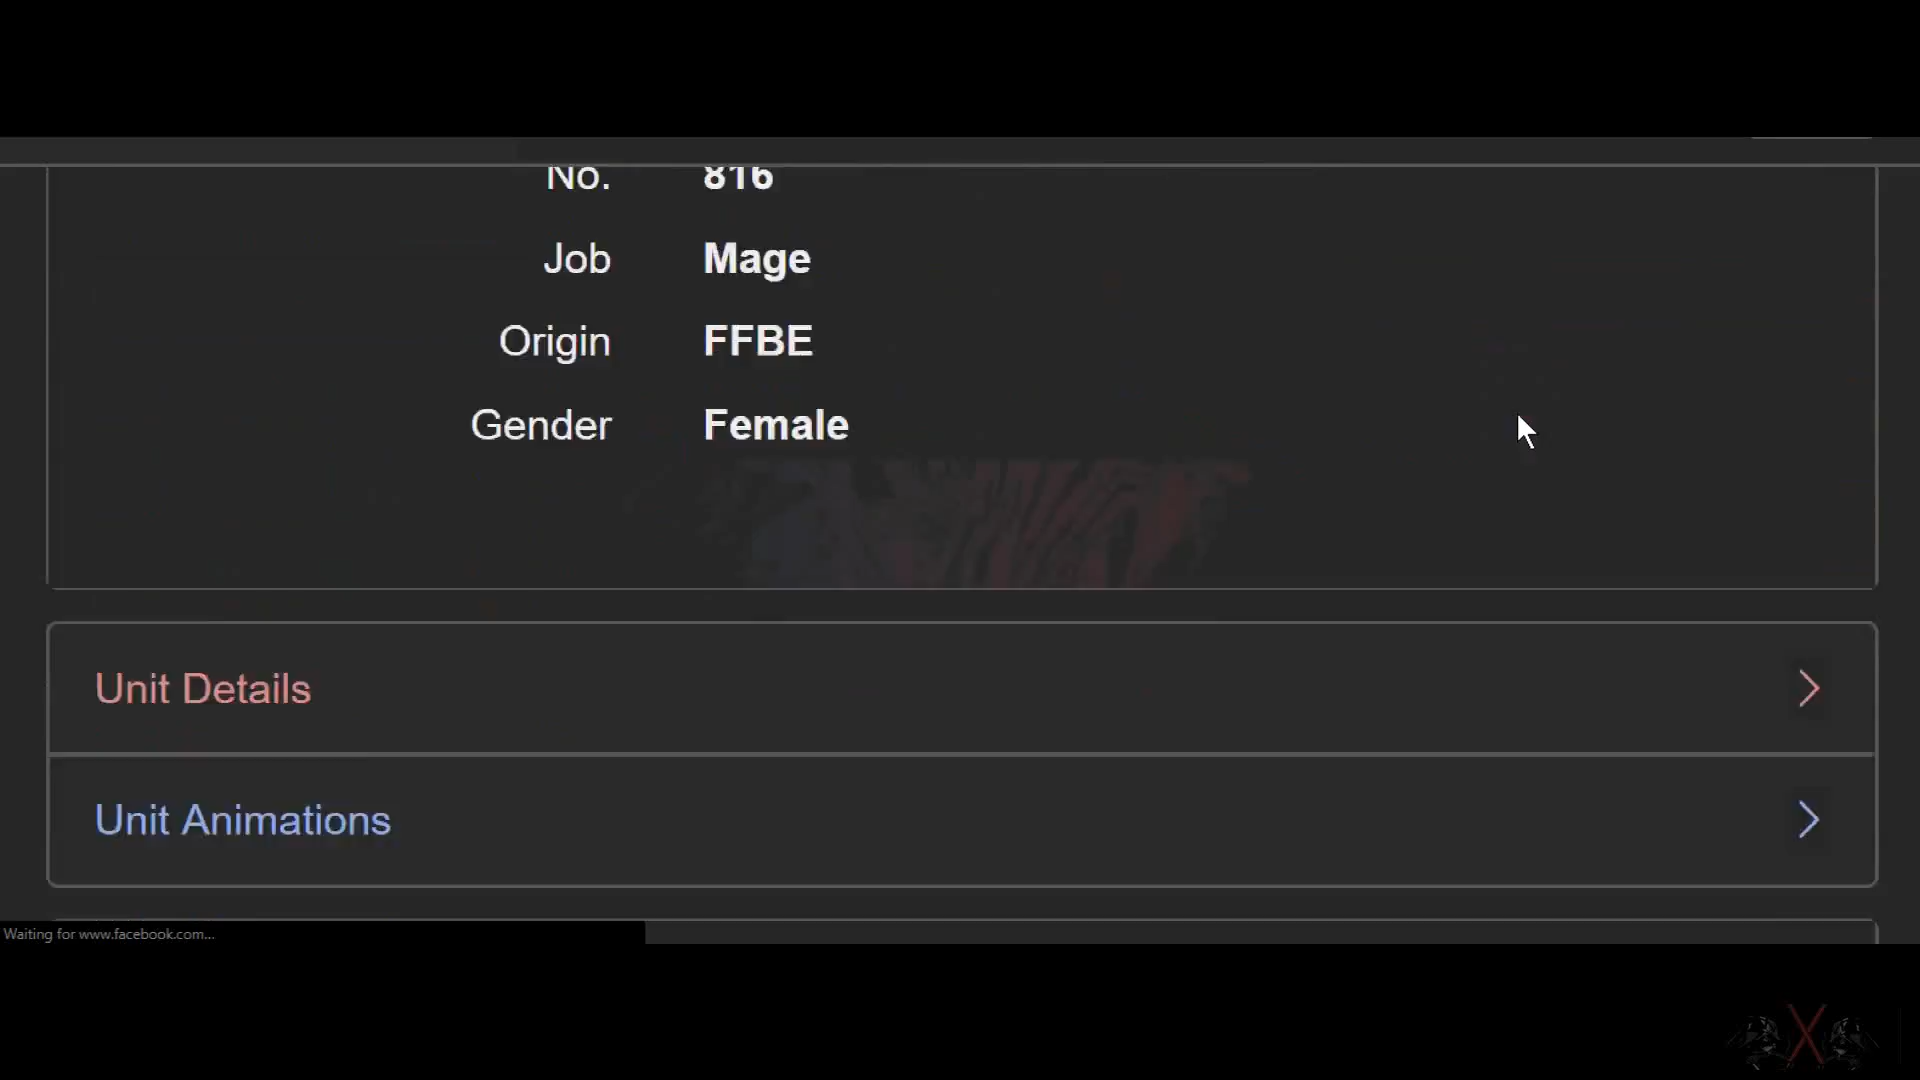 No. 816
Job Mage
Origin FFBE
Gender Female
Unit Details
Unit Animations
Waiting for www.facebook.com...
X